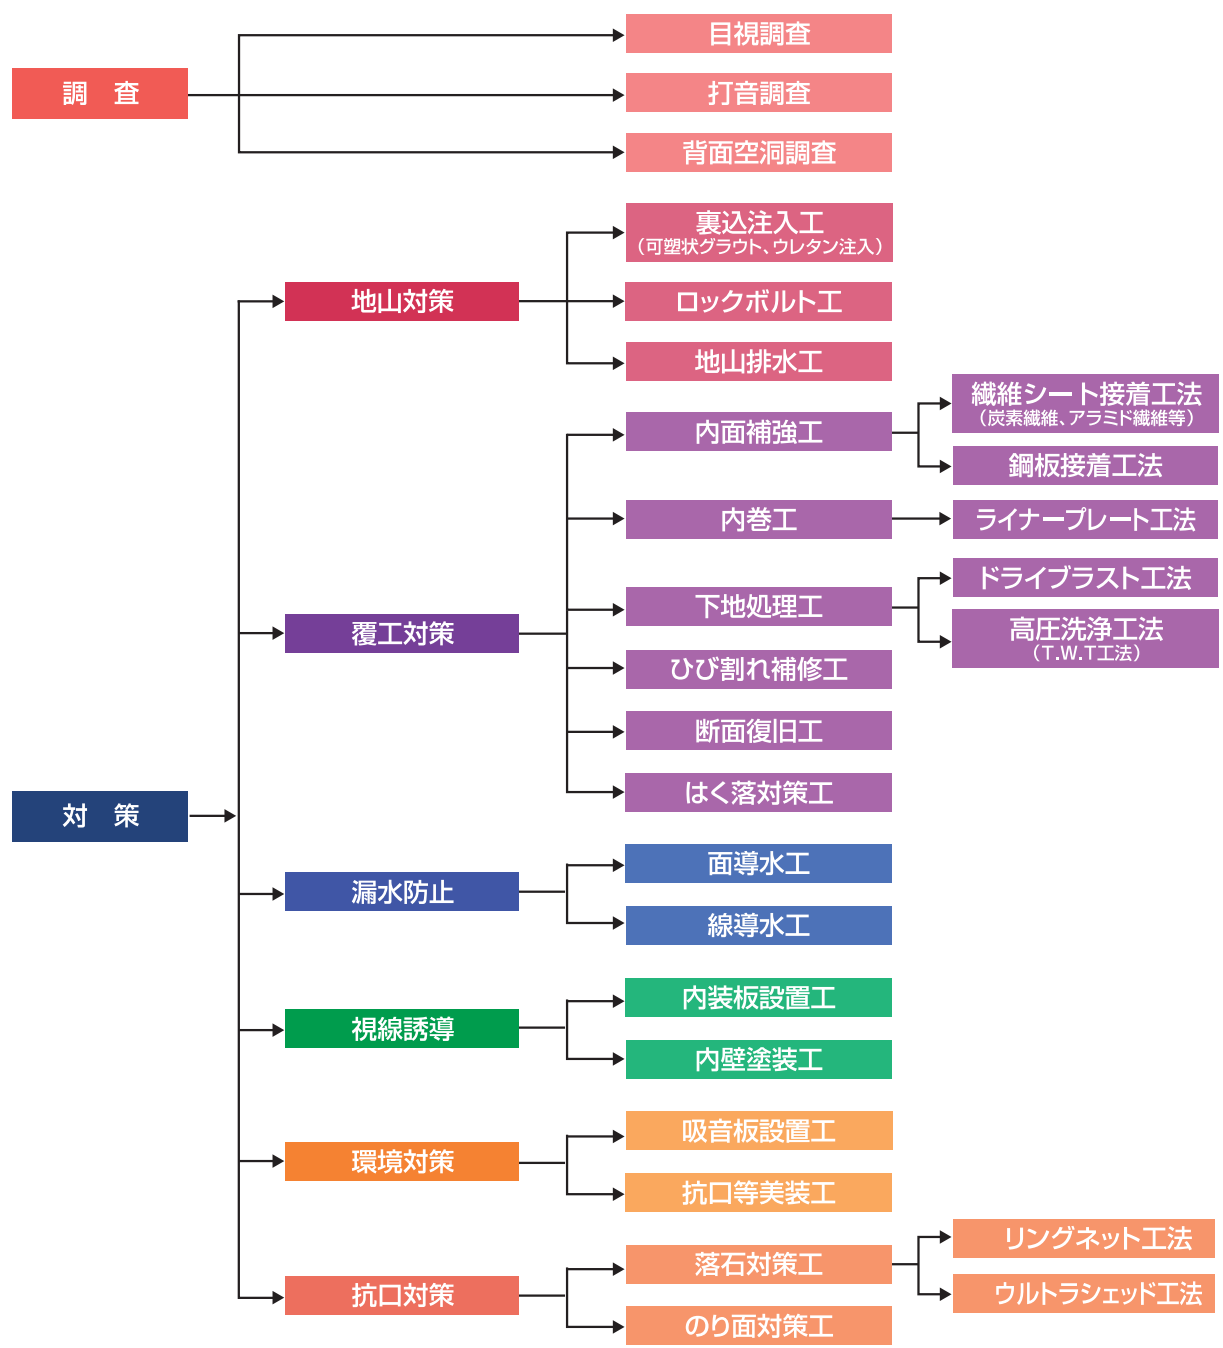 調　査
目視調査
打音調査
背面空洞調査
対　策
地山対策
裏込注入工
（可塑状グラウト、ウレタン注入）
ロックボルト工
地山排水工
覆工対策
内面補強工
繊維シート接着工法
（炭素繊維、アラミド繊維等）
鋼板接着工法
内巻工
ライナープレート工法
下地処理工
ドライブラスト工法
高圧洗浄工法
（T.W.T工法）
ひび割れ補修工
断面復旧工
はく落対策工
漏水防止
面導水工
線導水工
視線誘導
内装板設置工
内壁塗装工
環境対策
吸音板設置工
抗口等美装工
抗口対策
落石対策工
リングネット工法
ウルトラシェッド工法
のり面対策工